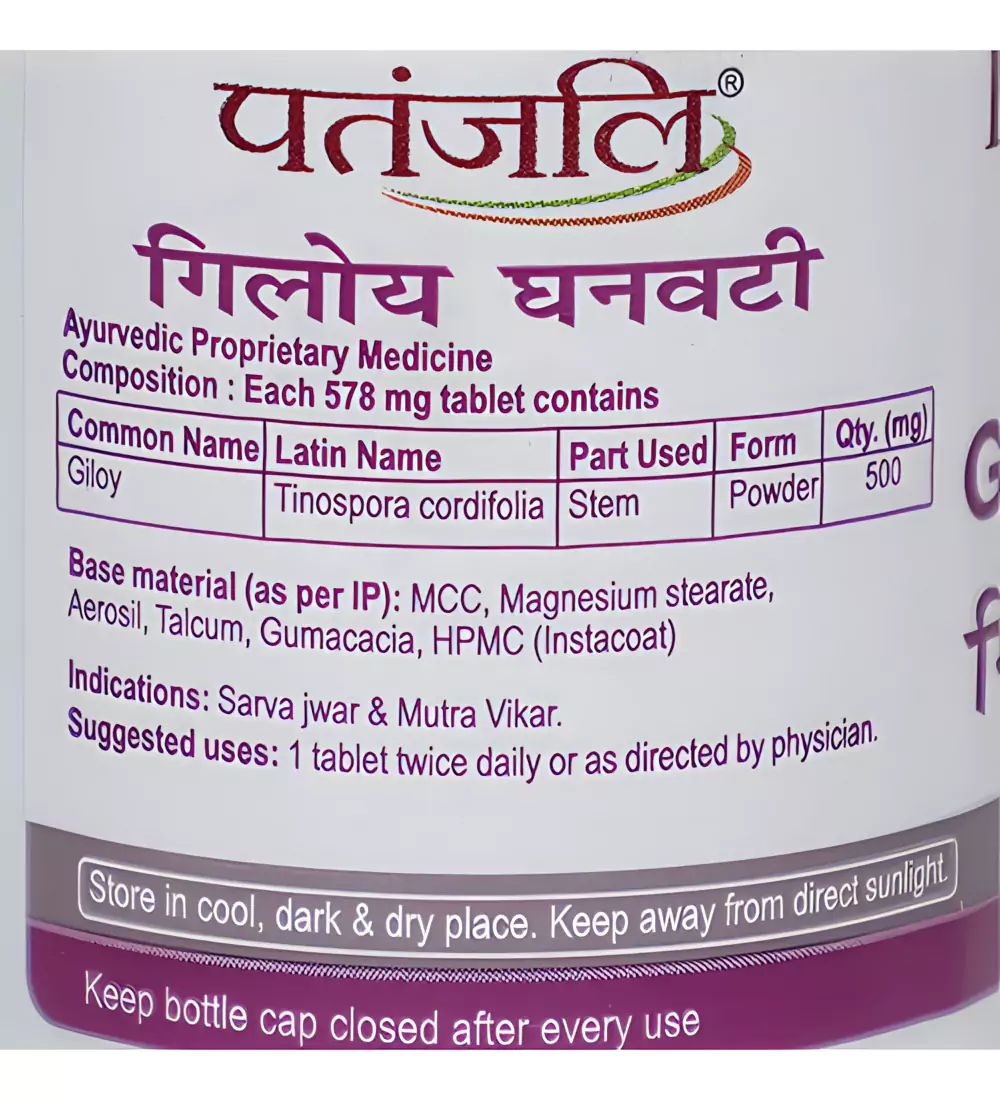 पतंजलि®
गिलोय घनवटी
Ayurvedic Proprietary Medicine
Composition : Each 578 mg tablet contains
Common Name Latin Name Part Used Form Qty. (mg)
Giloy Tinospora cordifolia Stem Powder 500
Base material (as per IP): MCC, Magnesium stearate,
Aerosil, Talcum, Gumacacia, HPMC (Instacoat)
Indications: Sarva jwar & Mutra Vikar.
Suggested uses: 1 tablet twice daily or as directed by physician.
Store in cool, dark & dry place. Keep away from direct sunlight.
Keep bottle cap closed after every use